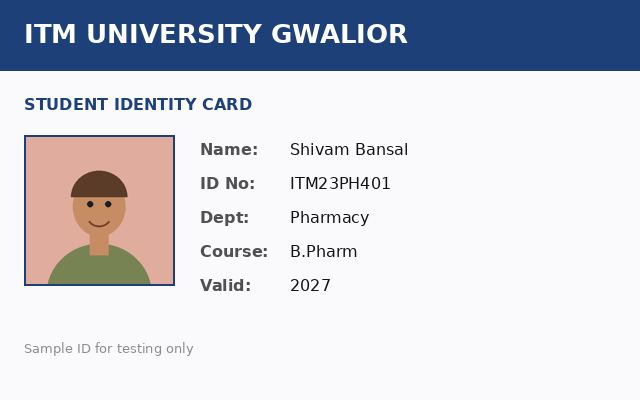 ITM UNIVERSITY GWALIOR
STUDENT IDENTITY CARD
Name: Shivam Bansal
ID No: ITM23PH401
Dept: Pharmacy
Course: B.Pharm
Valid: 2027
Sample ID for testing only